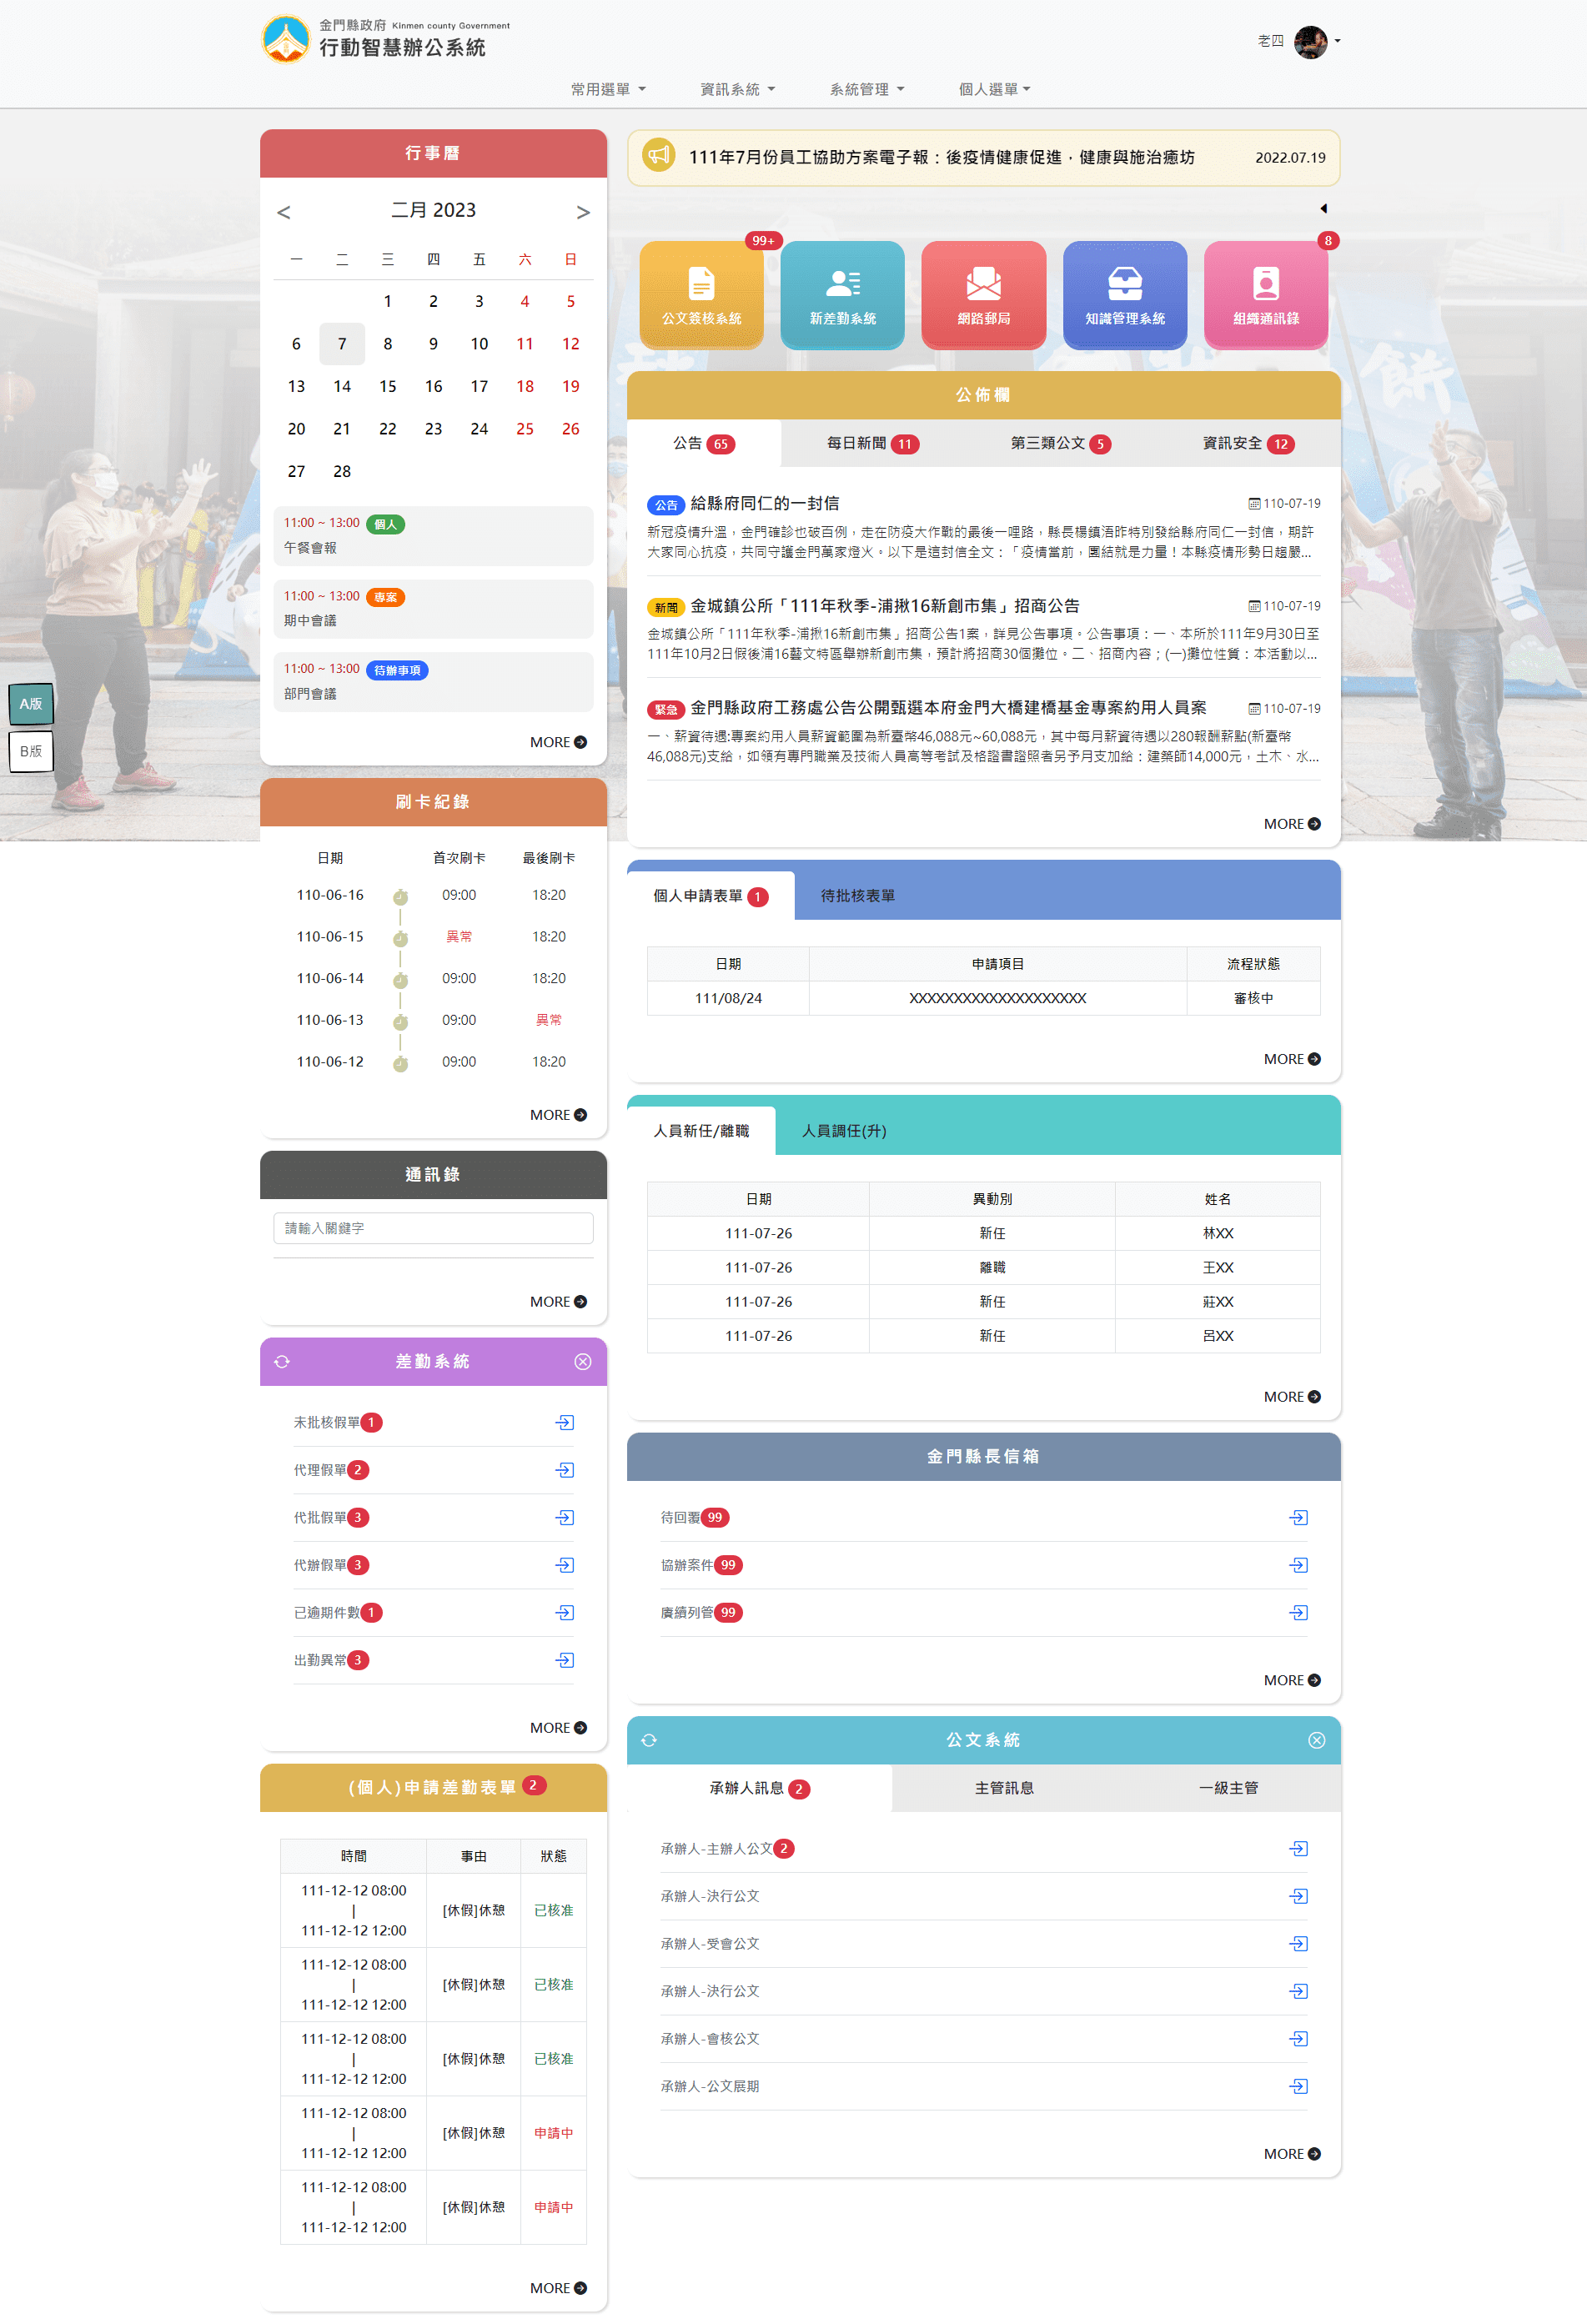 金門縣政府 Kinmen county Government
行動智慧辦公系統
老四
常用選單
資訊系統
系統管理
個人選單
A版
B版
行事曆
< 二月 2023 >
一 二 三 四 五 六 日
1 2 3 4 5
6 7 8 9 10 11 12
13 14 15 16 17 18 19
20 21 22 23 24 25 26
27 28
11:00 ~ 13:00 個人
午餐會報
11:00 ~ 13:00 專案
期中會議
11:00 ~ 13:00 待辦事項
部門會議
MORE
刷卡紀錄
日期 首次刷卡 最後刷卡
110-06-16 09:00 18:20
110-06-15 異常 18:20
110-06-14 09:00 18:20
110-06-13 09:00 異常
110-06-12 09:00 18:20
MORE
通訊錄
請輸入關鍵字
MORE
差勤系統
未批核假單 1
代理假單 2
代批假單 3
代辦假單 3
已逾期件數 1
出勤異常 3
MORE
(個人)申請差勤表單 2
時間 事由 狀態
111-12-12 08:00
|
111-12-12 12:00
[休假]休憩 已核准
111-12-12 08:00
|
111-12-12 12:00
[休假]休憩 已核准
111-12-12 08:00
|
111-12-12 12:00
[休假]休憩 已核准
111-12-12 08:00
|
111-12-12 12:00
[休假]休憩 申請中
111-12-12 08:00
|
111-12-12 12:00
[休假]休憩 申請中
MORE
111年7月份員工協助方案電子報：後疫情健康促進．健康與施治癒坊 2022.07.19
公文簽核系統 99+
新差勤系統
網路郵局
知識管理系統
組織通訊錄 8
公佈欄
公告 65 每日新聞 11 第三類公文 5 資訊安全 12
公告 給縣府同仁的一封信 110-07-19
新冠疫情升溫，金門確診也破百例，走在防疫大作戰的最後一哩路，縣長楊鎮浯昨特別發給縣府同仁一封信，期許
大家同心抗疫，共同守護金門萬家燈火。以下是這封信全文：「疫情當前，團結就是力量！本縣疫情形勢日趨嚴...
新聞 金城鎮公所「111年秋季-浦揪16新創市集」招商公告 110-07-19
金城鎮公所「111年秋季-浦揪16新創市集」招商公告1案，詳見公告事項。公告事項：一、本所於111年9月30日至
111年10月2日假後浦16藝文特區舉辦新創市集，預計將招商30個攤位。二、招商內容；(一)攤位性質：本活動以...
緊急 金門縣政府工務處公告公開甄選本府金門大橋建橋基金專案約用人員案 110-07-19
一、薪資待遇;專案約用人員薪資範圍為新臺幣46,088元~60,088元，其中每月薪資待遇以280報酬薪點(新臺幣
46,088元)支給，如領有專門職業及技術人員高等考試及格證書證照者另予月支加給：建築師14,000元，土木、水...
MORE
個人申請表單 1 待批核表單
日期 申請項目 流程狀態
111/08/24 XXXXXXXXXXXXXXXXXXXX 審核中
MORE
人員新任/離職 人員調任(升)
日期 異動別 姓名
111-07-26 新任 林XX
111-07-26 離職 王XX
111-07-26 新任 莊XX
111-07-26 新任 呂XX
MORE
金門縣長信箱
待回覆 99
協辦案件 99
賡續列管 99
MORE
公文系統
承辦人訊息 2 主管訊息 一級主管
承辦人-主辦人公文 2
承辦人-決行公文
承辦人-受會公文
承辦人-決行公文
承辦人-會核公文
承辦人-公文展期
MORE